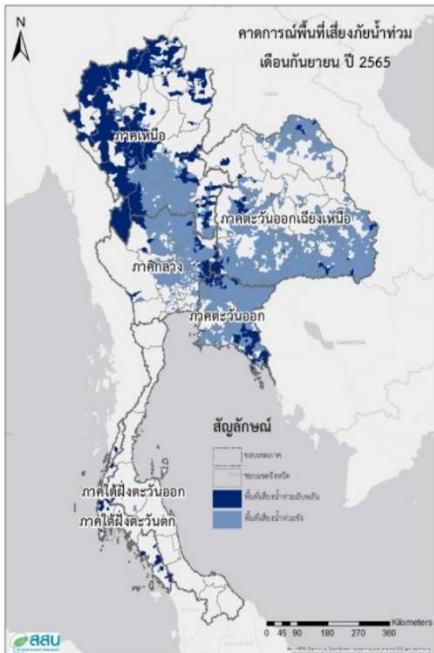 คาดการณ์พื้นที่เสี่ยงภัยน้ำท่วม
เดือนกันยายน ปี 2565
N
ภาคเหนือ
ภาคตะวันออกเฉียงเหนือ
ภาคกลาง
ภาคตะวันออก
CAMBODIA
สัญลักษณ์
ขอบเขตภาค
ขอบเขตจังหวัด
พื้นที่เสี่ยงน้ำท่วมฉับพลัน
พื้นที่เสี่ยงน้ำท่วมขัง
ภาคใต้ฝั่งตะวันออก
ภาคใต้ฝั่งตะวันตก
Kilometers
0 45 90 180 270 360
สสน